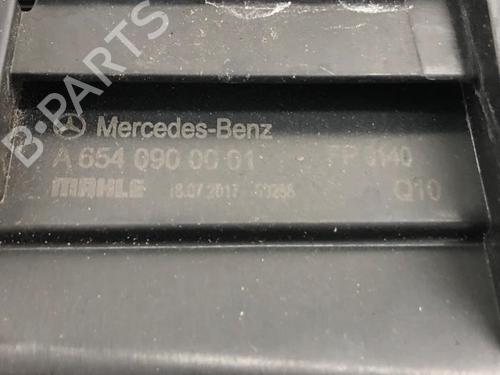 B-PARTS
Mercedes-Benz
A 654 090 00 01
MAHLE 18.07.2017 Q10